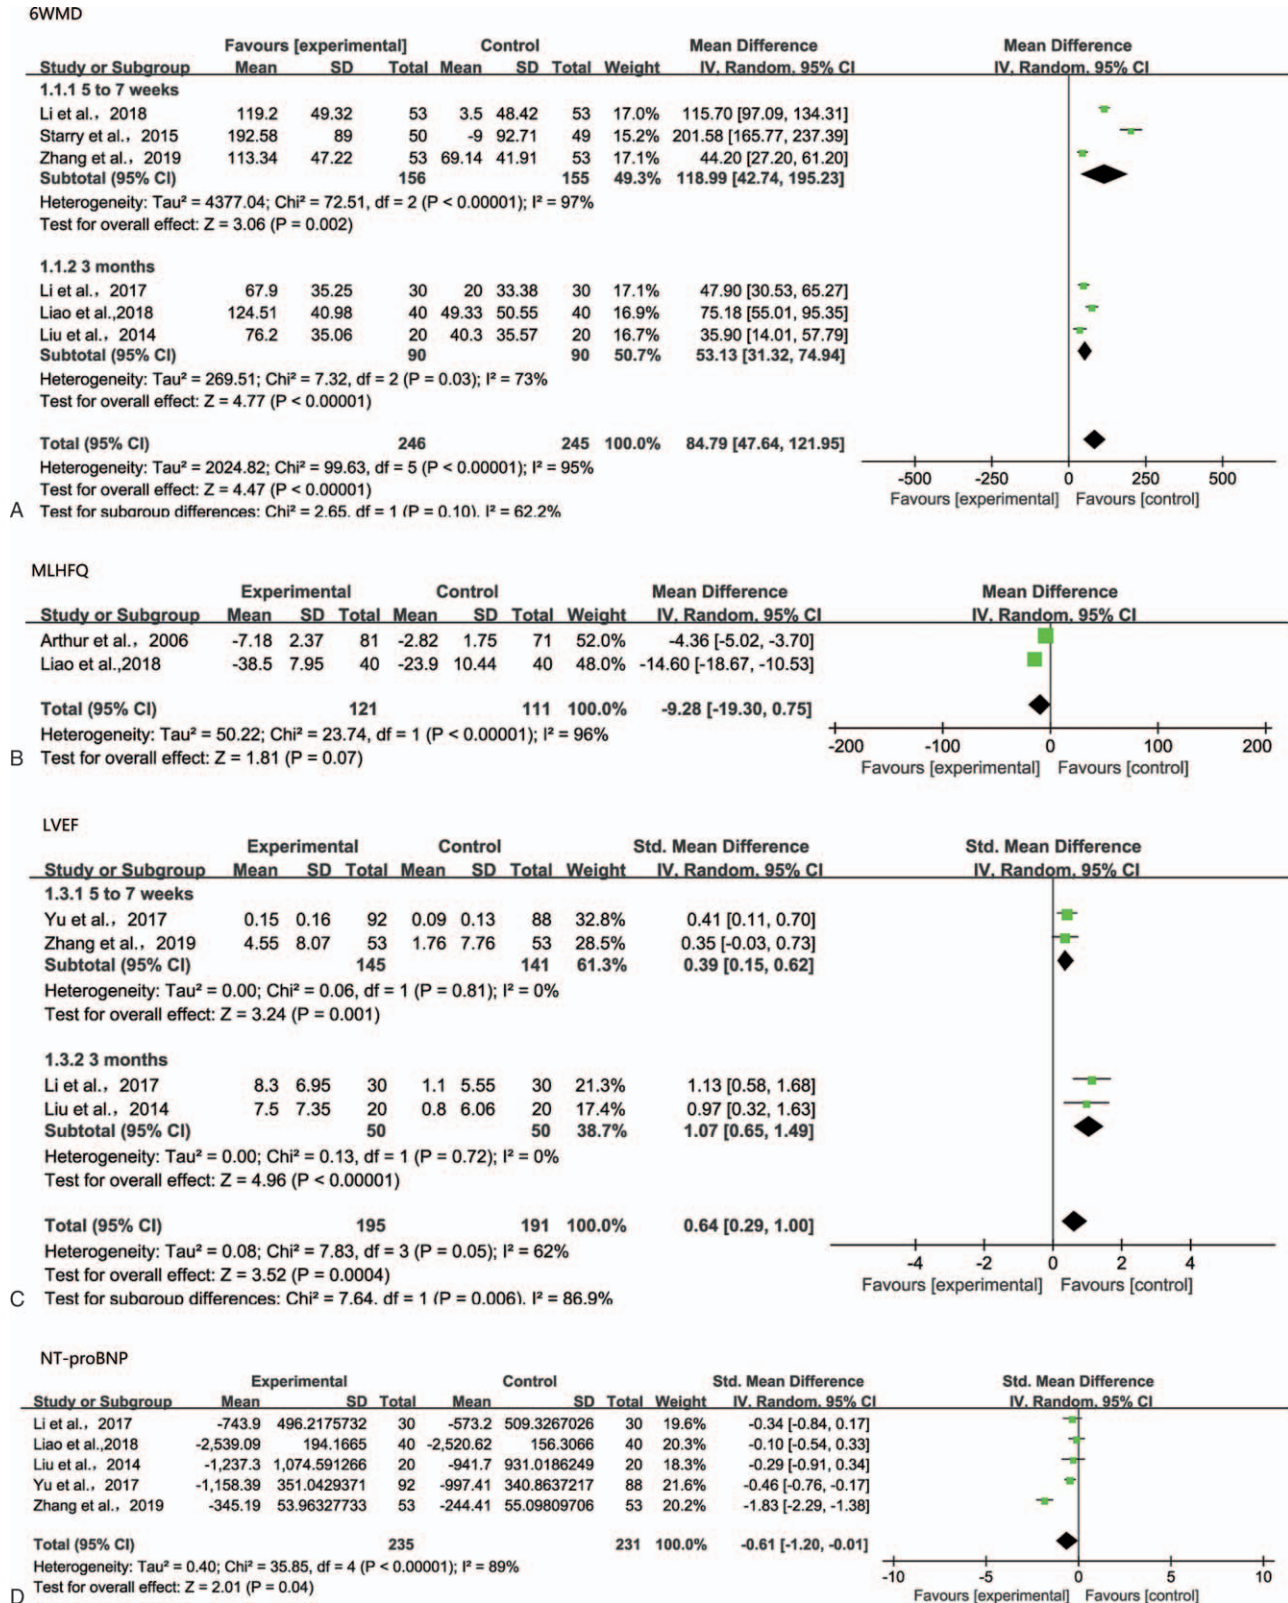 6WMD
Favours [experimental] Control Mean Difference Mean Difference
Study or Subgroup Mean SD Total Mean SD Total Weight IV, Random, 95% CI IV, Random, 95% CI
1.1.1 5 to 7 weeks
Li et al., 2018 119.2 49.32 53 3.5 48.42 53 17.0% 115.70 [97.09, 134.31]
Starry et al., 2015 192.58 89 50 -9 92.71 49 15.2% 201.58 [165.77, 237.39]
Zhang et al., 2019 113.34 47.22 53 69.14 41.91 53 17.1% 44.20 [27.20, 61.20]
Subtotal (95% CI) 156 155 49.3% 118.99 [42.74, 195.23]
Heterogeneity: Tau² = 4377.04; Chi² = 72.51, df = 2 (P < 0.00001); I² = 97%
Test for overall effect: Z = 3.06 (P = 0.002)
1.1.2 3 months
Li et al., 2017 67.9 35.25 30 20 33.38 30 17.1% 47.90 [30.53, 65.27]
Liao et al.,2018 124.51 40.98 40 49.33 50.55 40 16.9% 75.18 [55.01, 95.35]
Liu et al., 2014 76.2 35.06 20 40.3 35.57 20 16.7% 35.90 [14.01, 57.79]
Subtotal (95% CI) 90 90 50.7% 53.13 [31.32, 74.94]
Heterogeneity: Tau² = 269.51; Chi² = 7.32, df = 2 (P = 0.03); I² = 73%
Test for overall effect: Z = 4.77 (P < 0.00001)
Total (95% CI) 246 245 100.0% 84.79 [47.64, 121.95]
Heterogeneity: Tau² = 2024.82; Chi² = 99.63, df = 5 (P < 0.00001); I² = 95%
-500 -250 0 250 500
Test for overall effect: Z = 4.47 (P < 0.00001)
Favours [experimental] Favours [control]
A Test for subgroup differences: Chi² = 2.65, df = 1 (P = 0.10), I² = 62.2%
MLHFQ
Experimental Control Mean Difference Mean Difference
Study or Subgroup Mean SD Total Mean SD Total Weight IV, Random, 95% CI IV, Random, 95% CI
Arthur et al., 2006 -7.18 2.37 81 -2.82 1.75 71 52.0% -4.36 [-5.02, -3.70]
Liao et al.,2018 -38.5 7.95 40 -23.9 10.44 40 48.0% -14.60 [-18.67, -10.53]
Total (95% CI) 121 111 100.0% -9.28 [-19.30, 0.75]
Heterogeneity: Tau² = 50.22; Chi² = 23.74, df = 1 (P < 0.00001); I² = 96%
-200 -100 0 100 200
B Test for overall effect: Z = 1.81 (P = 0.07)
Favours [experimental] Favours [control]
LVEF
Experimental Control Std. Mean Difference Std. Mean Difference
Study or Subgroup Mean SD Total Mean SD Total Weight IV, Random, 95% CI IV, Random, 95% CI
1.3.1 5 to 7 weeks
Yu et al., 2017 0.15 0.16 92 0.09 0.13 88 32.8% 0.41 [0.11, 0.70]
Zhang et al., 2019 4.55 8.07 53 1.76 7.76 53 28.5% 0.35 [-0.03, 0.73]
Subtotal (95% CI) 145 141 61.3% 0.39 [0.15, 0.62]
Heterogeneity: Tau² = 0.00; Chi² = 0.06, df = 1 (P = 0.81); I² = 0%
Test for overall effect: Z = 3.24 (P = 0.001)
1.3.2 3 months
Li et al., 2017 8.3 6.95 30 1.1 5.55 30 21.3% 1.13 [0.58, 1.68]
Liu et al., 2014 7.5 7.35 20 0.8 6.06 20 17.4% 0.97 [0.32, 1.63]
Subtotal (95% CI) 50 50 38.7% 1.07 [0.65, 1.49]
Heterogeneity: Tau² = 0.00; Chi² = 0.13, df = 1 (P = 0.72); I² = 0%
Test for overall effect: Z = 4.96 (P < 0.00001)
Total (95% CI) 195 191 100.0% 0.64 [0.29, 1.00]
Heterogeneity: Tau² = 0.08; Chi² = 7.83, df = 3 (P = 0.05); I² = 62%
-4 -2 0 2 4
Test for overall effect: Z = 3.52 (P = 0.0004)
Favours [experimental] Favours [control]
C Test for subgroup differences: Chi² = 7.64, df = 1 (P = 0.006), I² = 86.9%
NT-proBNP
Experimental Control Std. Mean Difference Std. Mean Difference
Study or Subgroup Mean SD Total Mean SD Total Weight IV, Random, 95% CI IV, Random, 95% CI
Li et al., 2017 -743.9 496.2175732 30 -573.2 509.3267026 30 19.6% -0.34 [-0.84, 0.17]
Liao et al.,2018 -2,539.09 194.1665 40 -2,520.62 156.3066 40 20.3% -0.10 [-0.54, 0.33]
Liu et al., 2014 -1,237.3 1,074.591266 20 -941.7 931.0186249 20 18.3% -0.29 [-0.91, 0.34]
Yu et al., 2017 -1,158.39 351.0429371 92 -997.41 340.8637217 88 21.6% -0.46 [-0.76, -0.17]
Zhang et al., 2019 -345.19 53.96327733 53 -244.41 55.09809706 53 20.2% -1.83 [-2.29, -1.38]
Total (95% CI) 235 231 100.0% -0.61 [-1.20, -0.01]
Heterogeneity: Tau² = 0.40; Chi² = 35.85, df = 4 (P < 0.00001); I² = 89%
-10 -5 0 5 10
D Test for overall effect: Z = 2.01 (P = 0.04)
Favours [experimental] Favours [control]